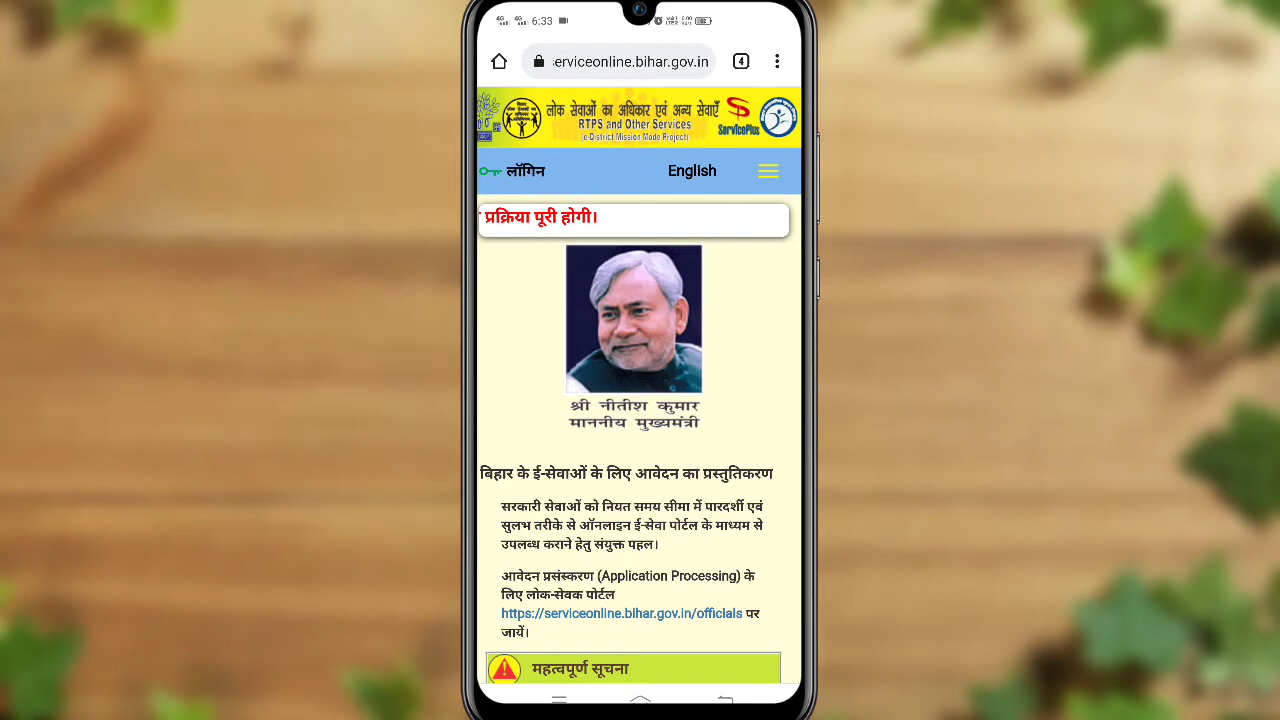 6:33
serviceonline.bihar.gov.in
4
लोक सेवाओं का अधिकार एवं अन्य सेवाएँ
RTPS and Other Services
(e-District Mission Mode Project)
ServicePlus
लॉगिन
English
प्रक्रिया पूरी होगी।
श्री नीतीश कुमार
माननीय मुख्यमंत्री
बिहार के ई-सेवाओं के लिए आवेदन का प्रस्तुतिकरण
सरकारी सेवाओं को नियत समय सीमा में पारदर्शी एवं
सुलभ तरीके से ऑनलाइन ई-सेवा पोर्टल के माध्यम से
उपलब्ध कराने हेतु संयुक्त पहल।
आवेदन प्रसंस्करण (Application Processing) के
लिए लोक-सेवक पोर्टल
https://serviceonline.bihar.gov.in/officials पर
जायें।
महत्वपूर्ण सूचना